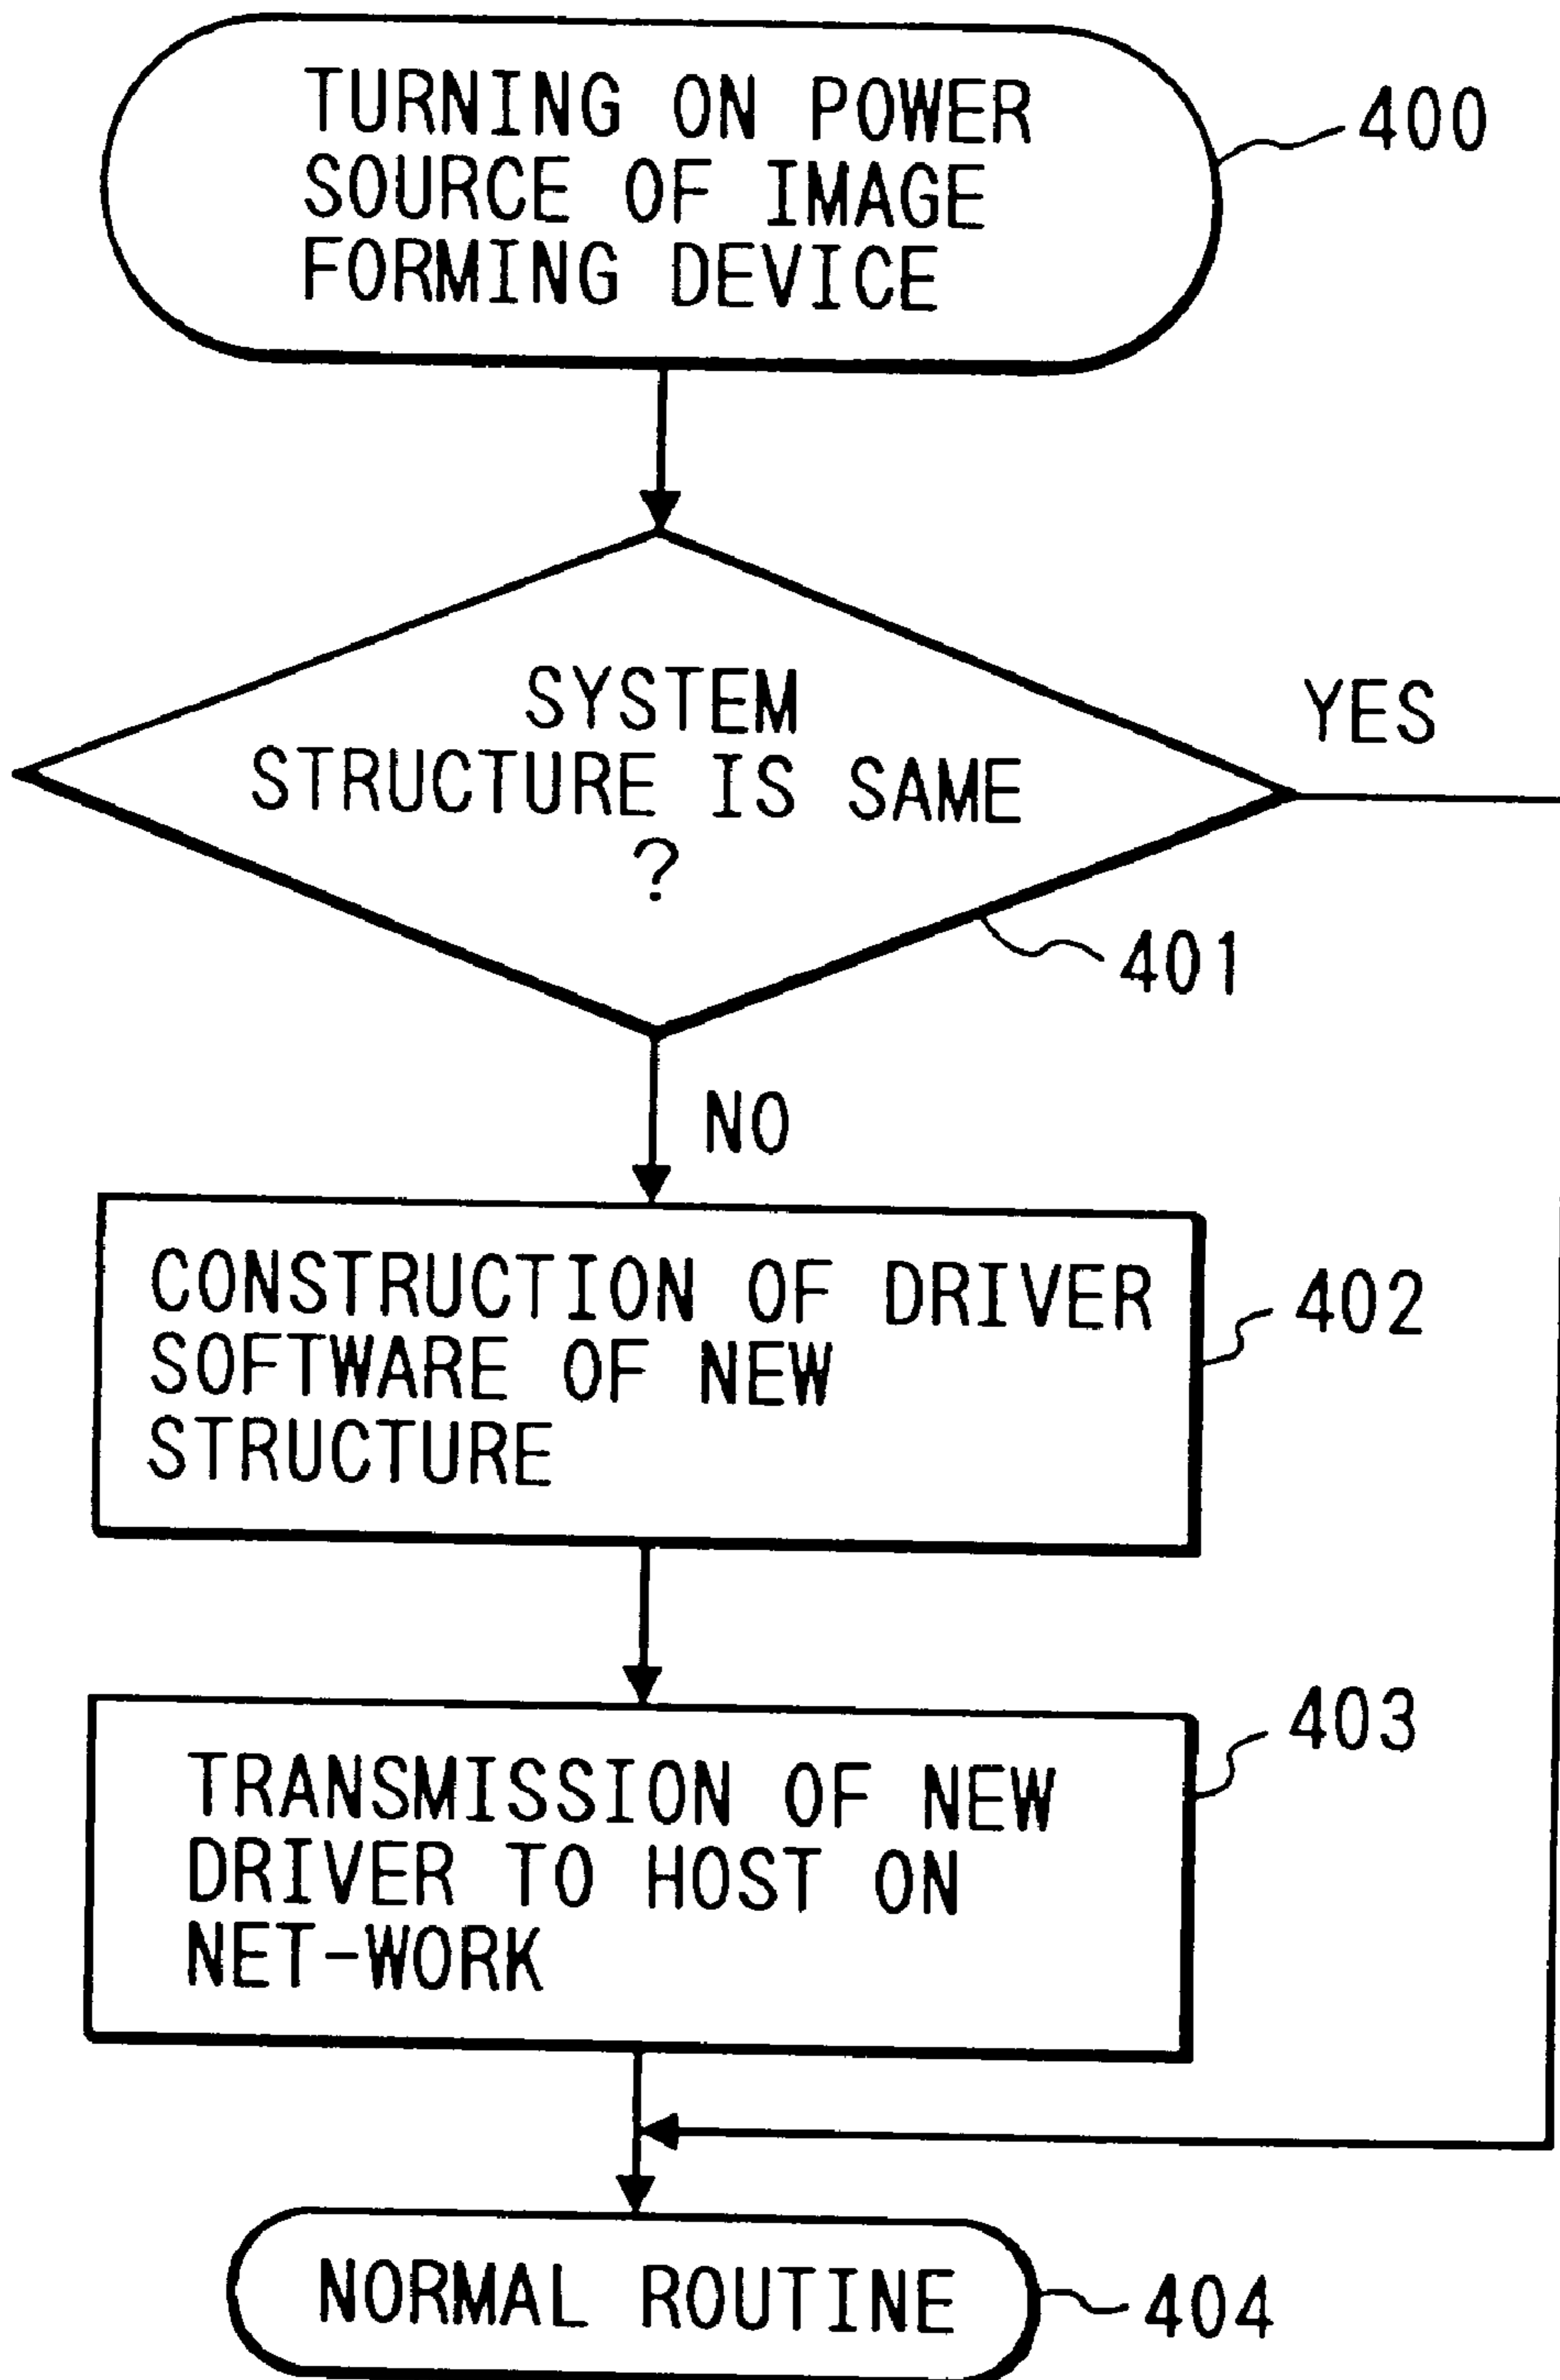 TURNING ON POWER
SOURCE OF IMAGE
FORMING DEVICE
400
SYSTEM
STRUCTURE IS SAME
?
YES
401
NO
CONSTRUCTION OF DRIVER
SOFTWARE OF NEW
STRUCTURE
402
TRANSMISSION OF NEW
DRIVER TO HOST ON
NET-WORK
403
NORMAL ROUTINE
404